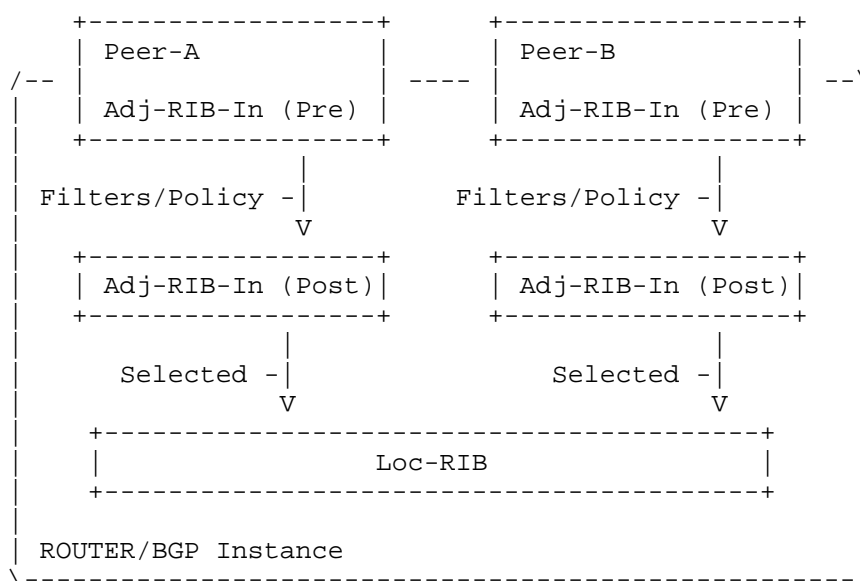 Peer-A Peer-B
Adj-RIB-In (Pre) Adj-RIB-In (Pre)
Filters/Policy - Filters/Policy -
V V
Adj-RIB-In (Post) Adj-RIB-In (Post)
Selected - Selected -
V V
Loc-RIB
ROUTER/BGP Instance